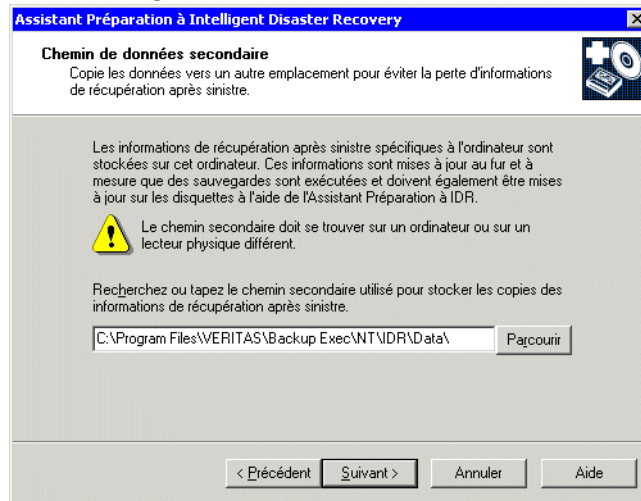 Assistant Préparation à Intelligent Disaster Recovery
Chemin de données secondaire
Copie les données vers un autre emplacement pour éviter la perte d'informations
de récupération après sinistre.
Les informations de récupération après sinistre spécifiques à l'ordinateur sont
stockées sur cet ordinateur. Ces informations sont mises à jour au fur et à
mesure que des sauvegardes sont exécutées et doivent également être mises
à jour sur les disquettes à l'aide de l'Assistant Préparation à IDR.
Le chemin secondaire doit se trouver sur un ordinateur ou sur un
lecteur physique différent.
Recherchez ou tapez le chemin secondaire utilisé pour stocker les copies des
informations de récupération après sinistre.
C:\Program Files\VERITAS\Backup Exec\NT\IDR\Data\
Parcourir
< Précédent
Suivant >
Annuler
Aide